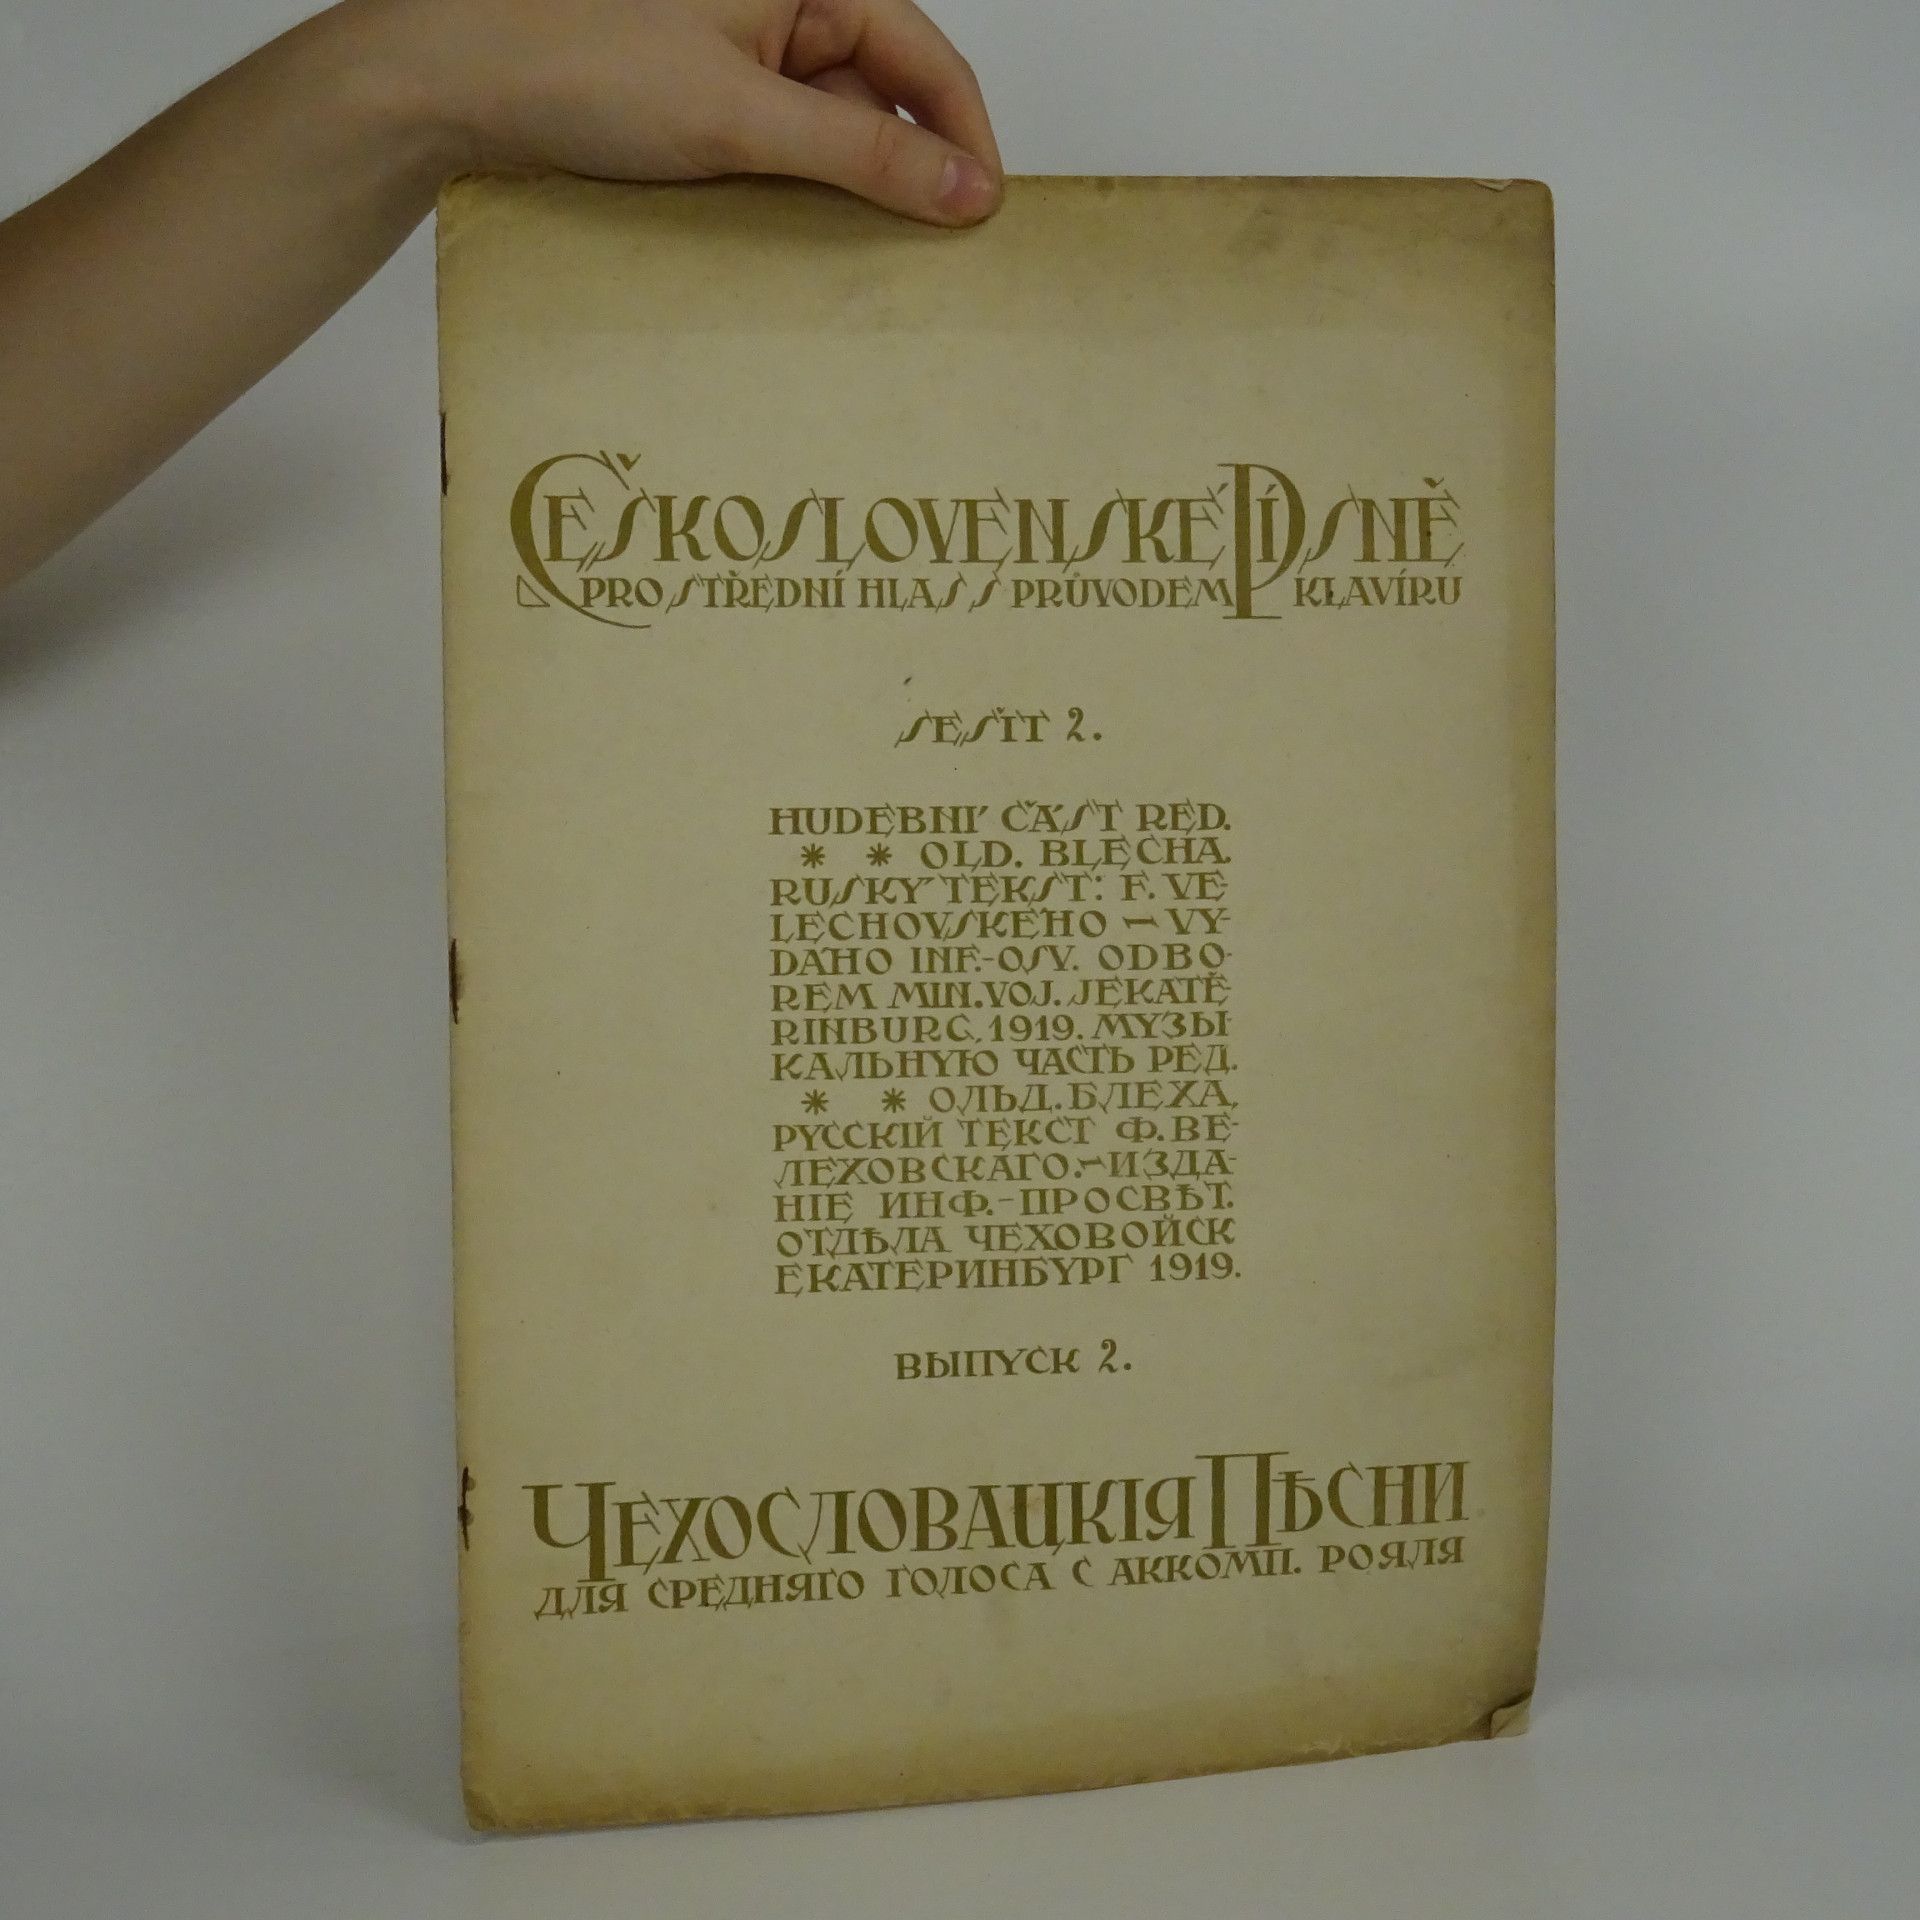 ČESKOSLOVENSKÉ PÍSNĚ
PRO STŘEDNÍ HLAS S PRŮVODEM KLAVÍRU
SEŠIT 2.
HUDEBNÍ ČÁST RED.
* * OLD. BLECHA.
RUSKÝ TEKST: F. VE-
LECHOVSKÉHO – VY-
DÁNO INF.-OSV. ODBO-
REM MIN. VOJ. JEKATĚ-
RINBURG, 1919. МУЗЫ-
КАЛЬНУЮ ЧАСТЬ РЕД.
* * ОЛЬД. БЛЕХА,
РУССКІЙ ТЕКСТ Ф. ВЕ-
ЛЕХОВСКАГО. – ИЗДА-
НІЕ ИНФ.-ПРОСВѢТ.
ОТДѢЛА ЧЕХОВОЙСК
ЕКАТЕРИНБУРГ 1919.
ВЫПУСК 2.
ЧЕХОСЛОВАЦКІЯ ПѢСНИ
ДЛЯ СРЕДНЯГО ГОЛОСА С АККОМП. РОЯЛЯ